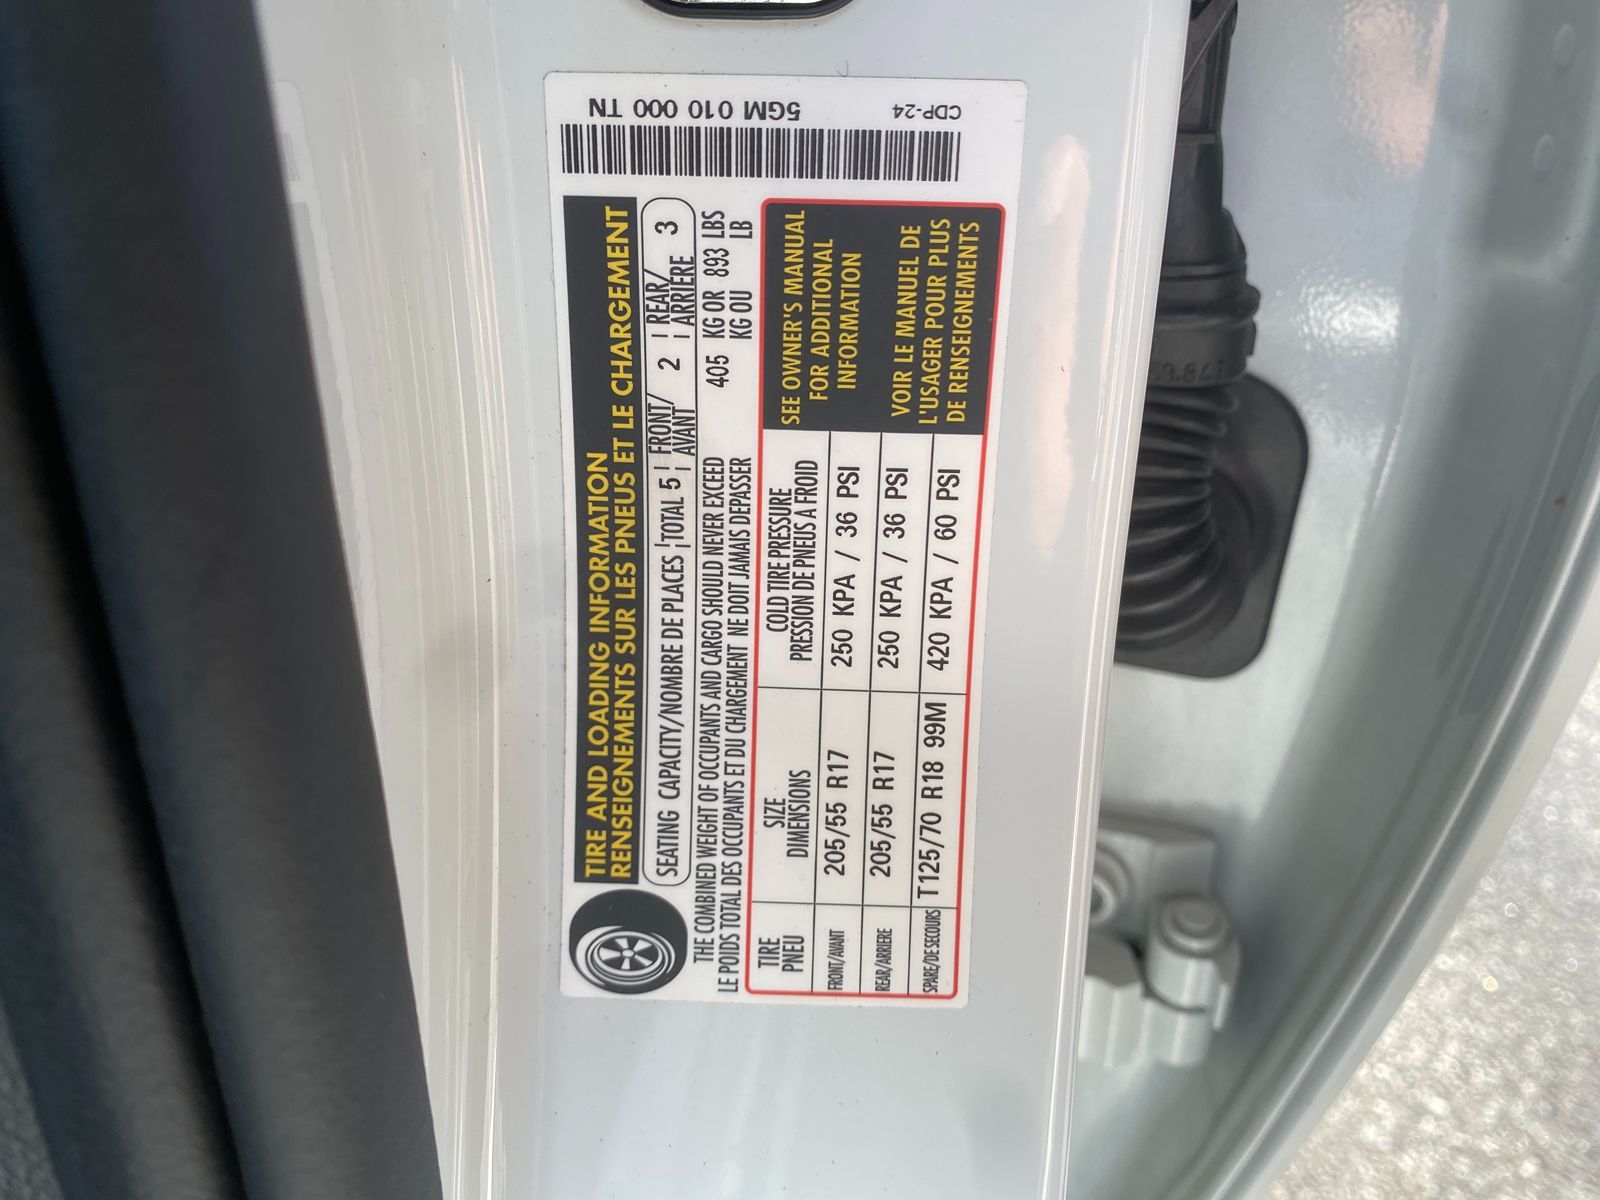 TIRE AND LOADING INFORMATION
RENSEIGNEMENTS SUR LES PNEUS ET LE CHARGEMENT
SEATING CAPACITY/NOMBRE DE PLACES | TOTAL 5 | FRONT/AVANT 2 | REAR/ARRIÈRE 3
THE COMBINED WEIGHT OF OCCUPANTS AND CARGO SHOULD NEVER EXCEED 405 KG OR 893 LBS
LE POIDS TOTAL DES OCCUPANTS ET DU CHARGEMENT NE DOIT JAMAIS DÉPASSER KG OU LB
TIRE SIZE COLD TIRE PRESSURE
PNEU DIMENSIONS PRESSION DE PNEUS A FROID
FRONT/AVANT 205/55 R17 250 KPA / 36 PSI
REAR/ARRIERE 205/55 R17 250 KPA / 36 PSI
SPARE/DE SECOURS T125/70 R18 99M 420 KPA / 60 PSI
SEE OWNER'S MANUAL
FOR ADDITIONAL
INFORMATION
VOIR LE MANUEL DE
L'USAGER POUR PLUS
DE RENSEIGNEMENTS
5GM 010 000 TN
CDP-24